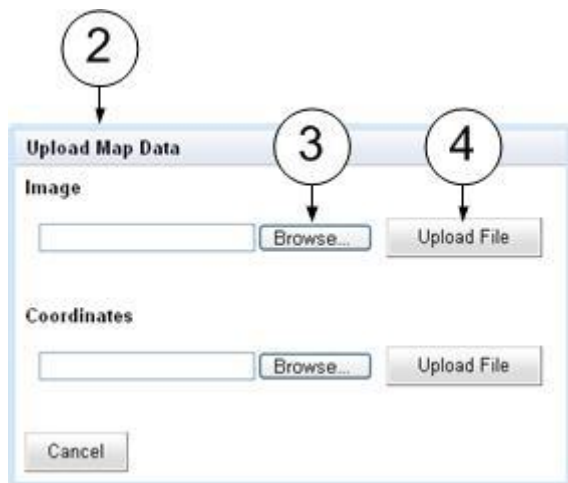 2
Upload Map Data
3
4
Image
Browse...
Upload File
Coordinates
Browse...
Upload File
Cancel